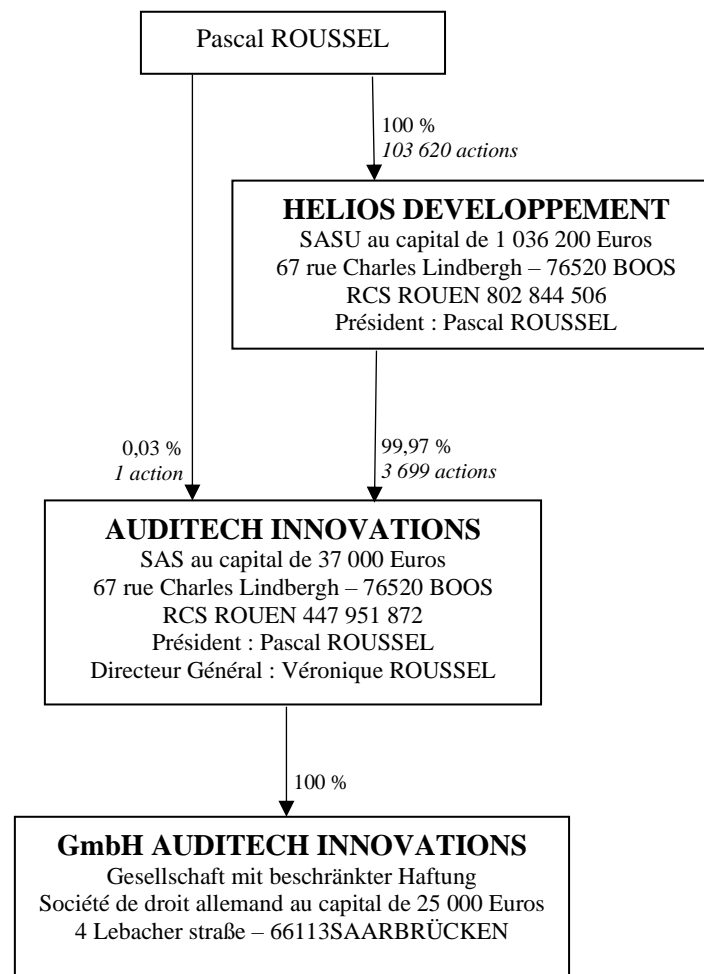 Pascal ROUSSEL
100 %
103 620 actions
HELIOS DEVELOPPEMENT
SASU au capital de 1 036 200 Euros
67 rue Charles Lindbergh – 76520 BOOS
RCS ROUEN 802 844 506
Président : Pascal ROUSSEL
0,03 %
1 action
99,97 %
3 699 actions
AUDITECH INNOVATIONS
SAS au capital de 37 000 Euros
67 rue Charles Lindbergh – 76520 BOOS
RCS ROUEN 447 951 872
Président : Pascal ROUSSEL
Directeur Général : Véronique ROUSSEL
100 %
GmbH AUDITECH INNOVATIONS
Gesellschaft mit beschränkter Haftung
Société de droit allemand au capital de 25 000 Euros
4 Lebacher straße – 66113SAARBRÜCKEN